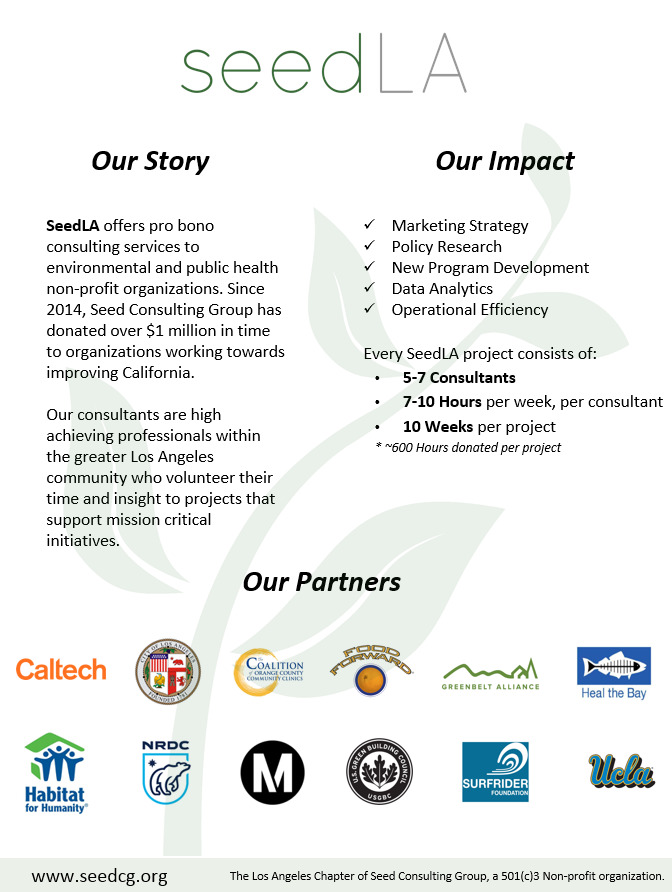 seedLA
Our Story
SeedLA offers pro bono
consulting services to
environmental and public health
non-profit organizations. Since
2014, Seed Consulting Group has
donated over $1 million in time
to organizations working towards
improving California.
Our consultants are high
achieving professionals within
the greater Los Angeles
community who volunteer their
time and insight to projects that
support mission critical
initiatives.
Our Impact
✓ Marketing Strategy
✓ Policy Research
✓ New Program Development
✓ Data Analytics
✓ Operational Efficiency
Every SeedLA project consists of:
• 5-7 Consultants
• 7-10 Hours per week, per consultant
• 10 Weeks per project
* ~600 Hours donated per project
Our Partners
Caltech
CITY OF LOS ANGELES
FOUNDED 1781
The
COALITION
of ORANGE COUNTY
COMMUNITY CLINICS
FOOD
FORWARD
GREENBELT ALLIANCE
Heal the Bay
Habitat
for Humanity®
NRDC
M
U.S. GREEN BUILDING COUNCIL
USGBC
SURFRIDER
FOUNDATION
Ucla
www.seedcg.org
The Los Angeles Chapter of Seed Consulting Group, a 501(c)3 Non-profit organization.